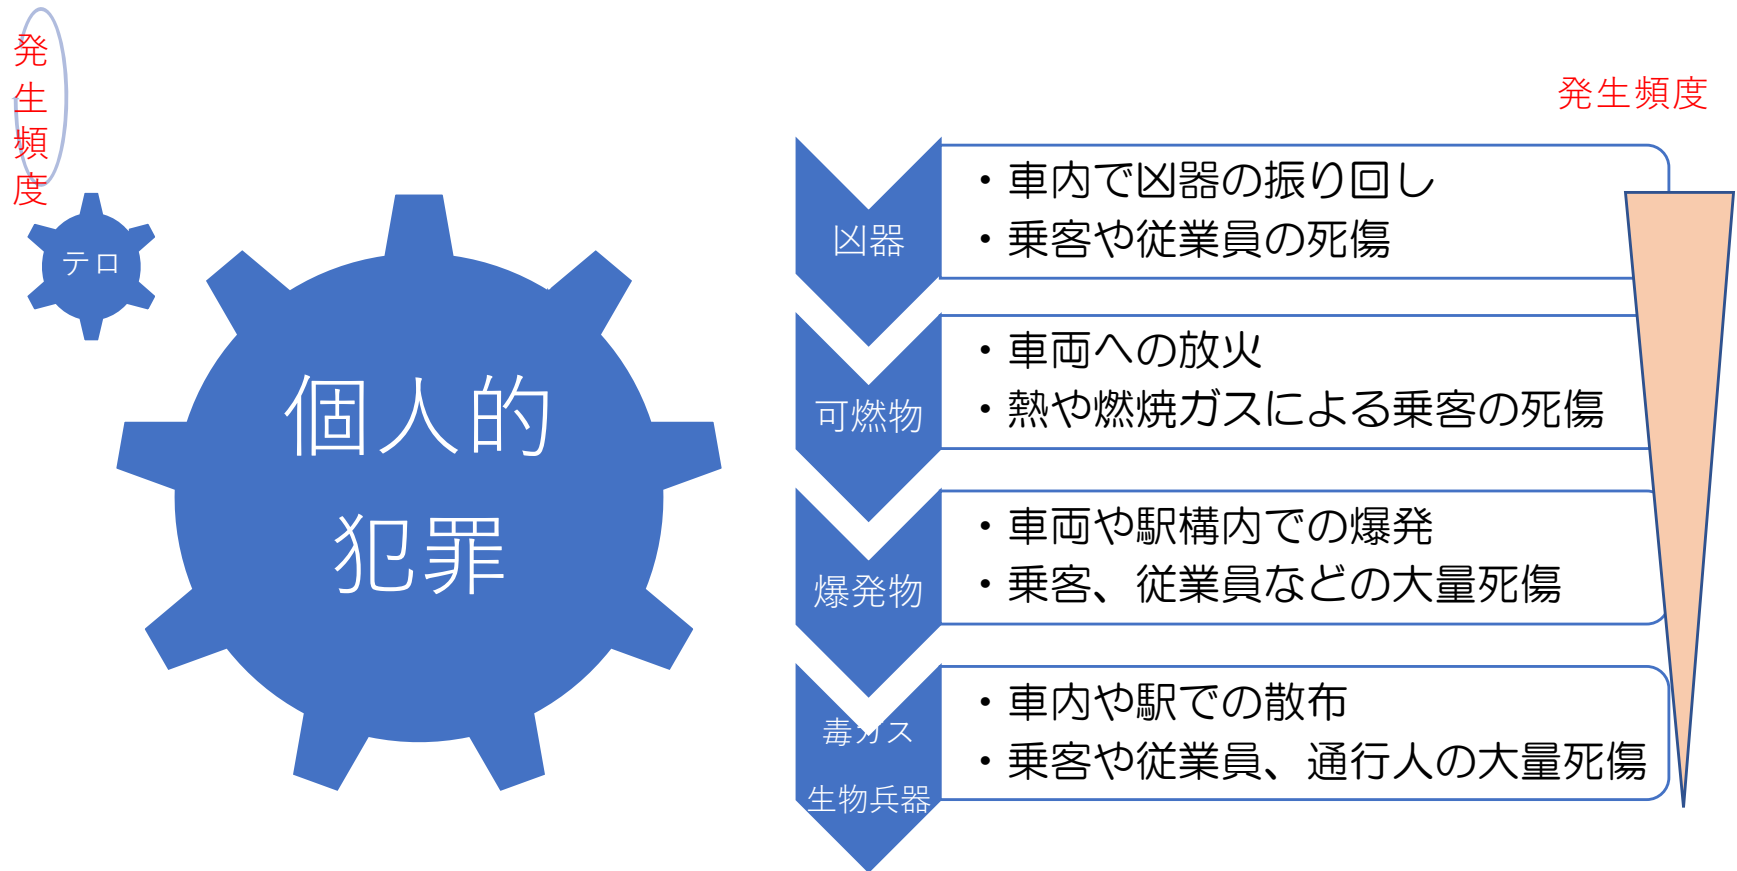 発
生
頻
度
テロ
個人的
犯罪
発生頻度
凶器
・車内で凶器の振り回し
・乗客や従業員の死傷
可燃物
・車両への放火
・熱や燃焼ガスによる乗客の死傷
爆発物
・車両や駅構内での爆発
・乗客、従業員などの大量死傷
毒ガス
生物兵器
・車内や駅での散布
・乗客や従業員、通行人の大量死傷